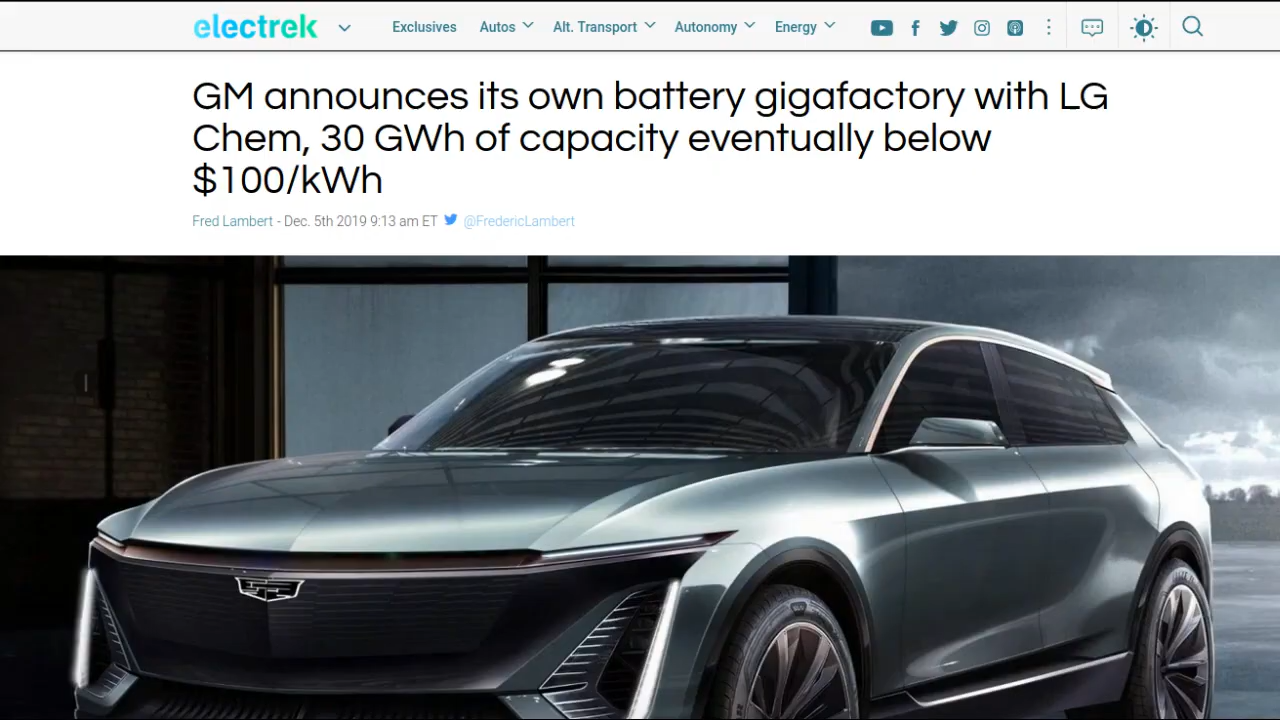 electrek Exclusives Autos Alt. Transport Autonomy Energy
GM announces its own battery gigafactory with LG
Chem, 30 GWh of capacity eventually below
$100/kWh
Fred Lambert - Dec. 5th 2019 9:13 am ET @FredericLambert